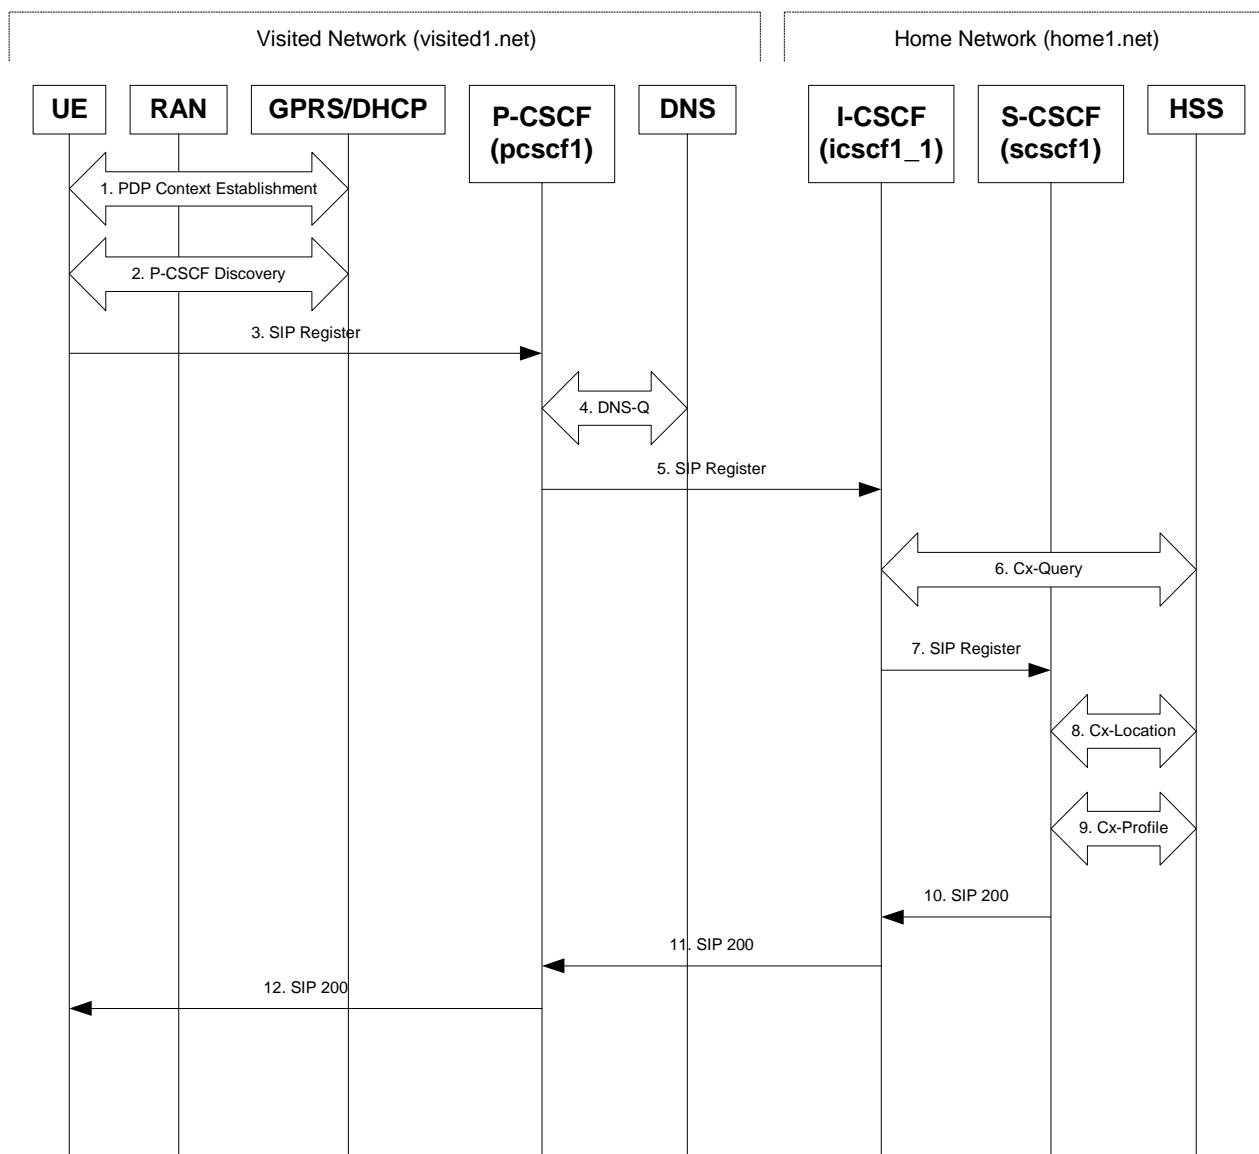 Visited Network (visited1.net)
Home Network (home1.net)
UE
RAN
GPRS/DHCP
P-CSCF
(pcscf1)
DNS
I-CSCF
(icscf1_1)
S-CSCF
(scscf1)
HSS
1. PDP Context Establishment
2. P-CSCF Discovery
3. SIP Register
4. DNS-Q
5. SIP Register
6. Cx-Query
7. SIP Register
8. Cx-Location
9. Cx-Profile
10. SIP 200
11. SIP 200
12. SIP 200